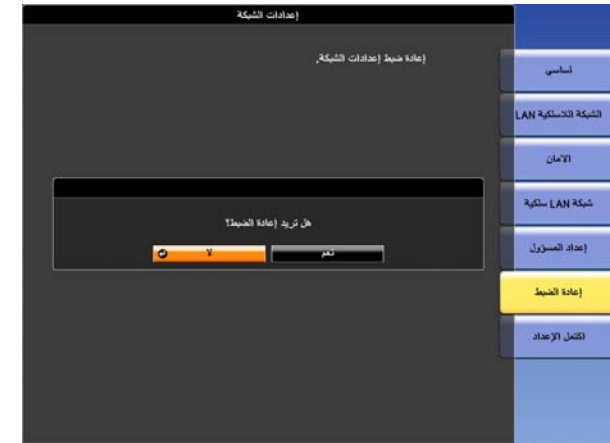 إعدادات الشبكة
إعادة ضبط إعدادات الشبكة.
أساسي
الشبكة اللاسلكية LAN
الأمان
شبكة LAN سلكية
إعداد المسؤول
إعادة الضبط
اكتمل الإعداد
هل تريد إعادة الضبط؟
نعم
لا